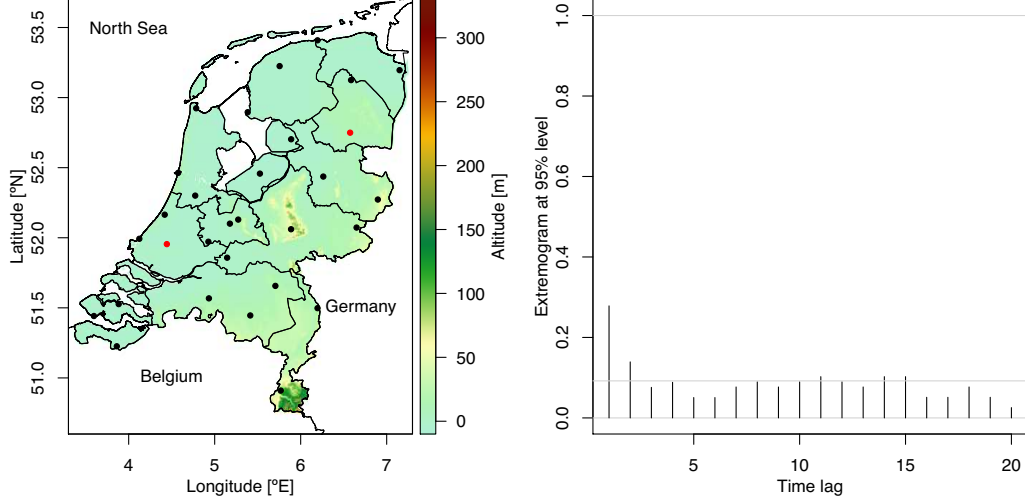 North Sea
Germany
Belgium
53.5
53.0
52.5
52.0
51.5
51.0
Latitude [ºN]
4 5 6 7
Longitude [ºE]
300
250
200
150
100
50
0
Altitude [m]
1.0
0.8
0.6
0.4
0.2
0.0
Extremogram at 95% level
5 10 15 20
Time lag